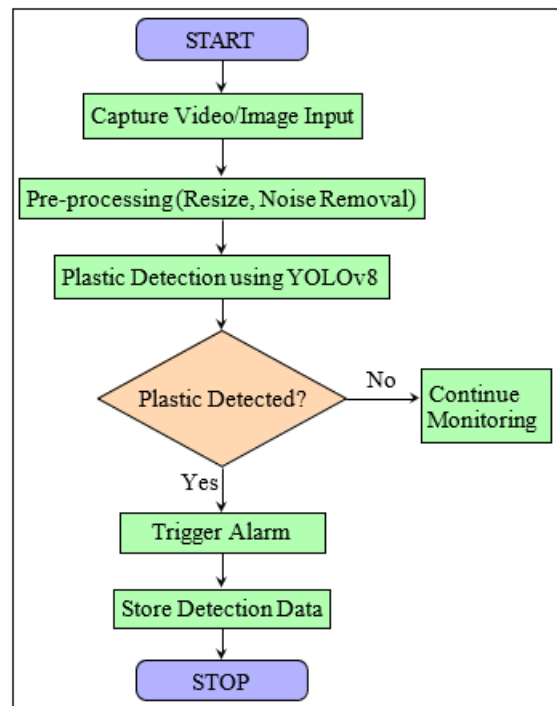 START
Capture Video/Image Input
Pre-processing (Resize, Noise Removal)
Plastic Detection using YOLOv8
Plastic Detected?
No
Continue
Monitoring
Yes
Trigger Alarm
Store Detection Data
STOP